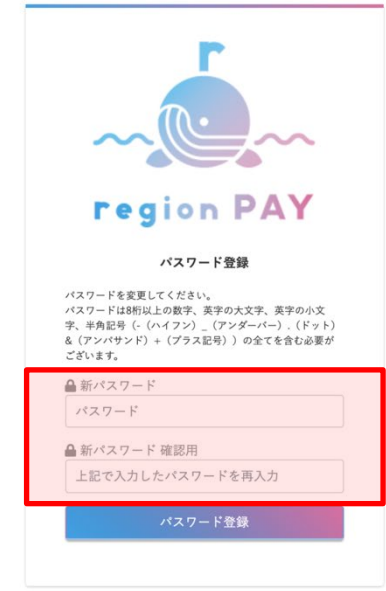 region PAY
パスワード登録
パスワードを変更してください。
パスワードは8桁以上の数字、英字の大文字、英字の小文
字、半角記号（-（ハイフン）_（アンダーバー）.（ドット）
&（アンパサンド）+（プラス記号））の全てを含む必要が
ございます。
新パスワード
パスワード
新パスワード 確認用
上記で入力したパスワードを再入力
パスワード登録